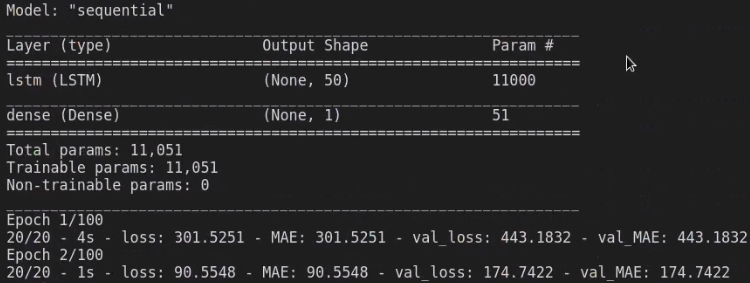 Model: "sequential"
_________________________________________________________________
Layer (type)                 Output Shape              Param #
=================================================================
lstm (LSTM)                  (None, 50)                11000
_________________________________________________________________
dense (Dense)                (None, 1)                 51
=================================================================
Total params: 11,051
Trainable params: 11,051
Non-trainable params: 0
_________________________________________________________________
Epoch 1/100
20/20 - 4s - loss: 301.5251 - MAE: 301.5251 - val_loss: 443.1832 - val_MAE: 443.1832
Epoch 2/100
20/20 - 1s - loss: 90.5548 - MAE: 90.5548 - val_loss: 174.7422 - val_MAE: 174.7422